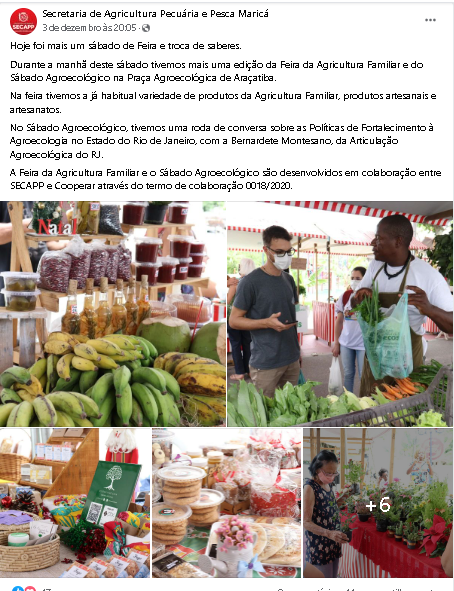 Secretaria de Agricultura Pecuária e Pesca Maricá
SECAPP
3 de dezembro às 20:05 ·
Hoje foi mais um sábado de Feira e troca de saberes.
Durante a manhã deste sábado tivemos mais uma edição da Feira da Agricultura Familiar e do
Sábado Agroecológico na Praça Agroecológica de Araçatiba.
Na feira tivemos a já habitual variedade de produtos da Agricultura Familiar, produtos artesanais e
artesanatos.
No Sábado Agroecológico, tivemos uma roda de conversa sobre as Políticas de Fortalecimento à
Agroecologia no Estado do Rio de Janeiro, com a Bernardete Montesano, da Articulação
Agroecológica do RJ.
A Feira da Agricultura Familiar e o Sábado Agroecológico são desenvolvidos em colaboração entre
SECAPP e Cooperar através do termo de colaboração 0018/2020.
Natal
+6